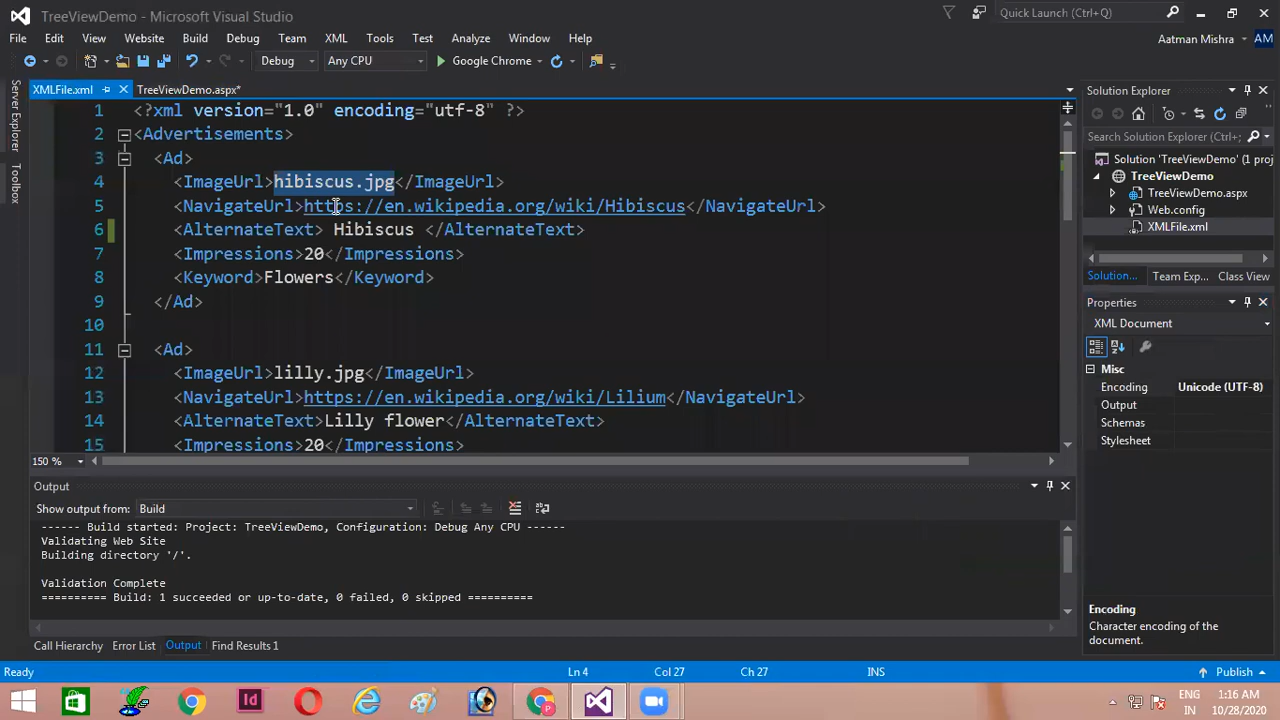 TreeViewDemo - Microsoft Visual Studio
Quick Launch (Ctrl+Q)
File Edit View Website Build Debug Team XML Tools Test Analyze Window Help
Aatman Mishra AM
Debug Any CPU Google Chrome
XMLFile.xml TreeViewDemo.aspx*
Server Explorer
Toolbox
1 <?xml version="1.0" encoding="utf-8" ?>
2 <Advertisements>
3 <Ad>
4 <ImageUrl>hibiscus.jpg</ImageUrl>
5 <NavigateUrl>https://en.wikipedia.org/wiki/Hibiscus</NavigateUrl>
6 <AlternateText> Hibiscus </AlternateText>
7 <Impressions>20</Impressions>
8 <Keyword>Flowers</Keyword>
9 </Ad>
10
11 <Ad>
12 <ImageUrl>lilly.jpg</ImageUrl>
13 <NavigateUrl>https://en.wikipedia.org/wiki/Lilium</NavigateUrl>
14 <AlternateText>Lilly flower</AlternateText>
15 <Impressions>20</Impressions>
150 %
Solution Explorer
Search Solution Explorer (Ctrl+;)
Solution 'TreeViewDemo' (1 proj
TreeViewDemo
TreeViewDemo.aspx
Web.config
XMLFile.xml
Solution... Team Exp... Class View
Properties
XML Document
Misc
Encoding Unicode (UTF-8)
Output
Schemas
Stylesheet
Encoding
Character encoding of the document.
Output
Show output from: Build
------ Build started: Project: TreeViewDemo, Configuration: Debug Any CPU ------
Validating Web Site
Building directory '/'.
Validation Complete
========== Build: 1 succeeded or up-to-date, 0 failed, 0 skipped ==========
Call Hierarchy Error List Output Find Results 1
Ready Ln 4 Col 27 Ch 27 INS Publish
Id
P
ENG 1:16 AM
IN 10/28/2020